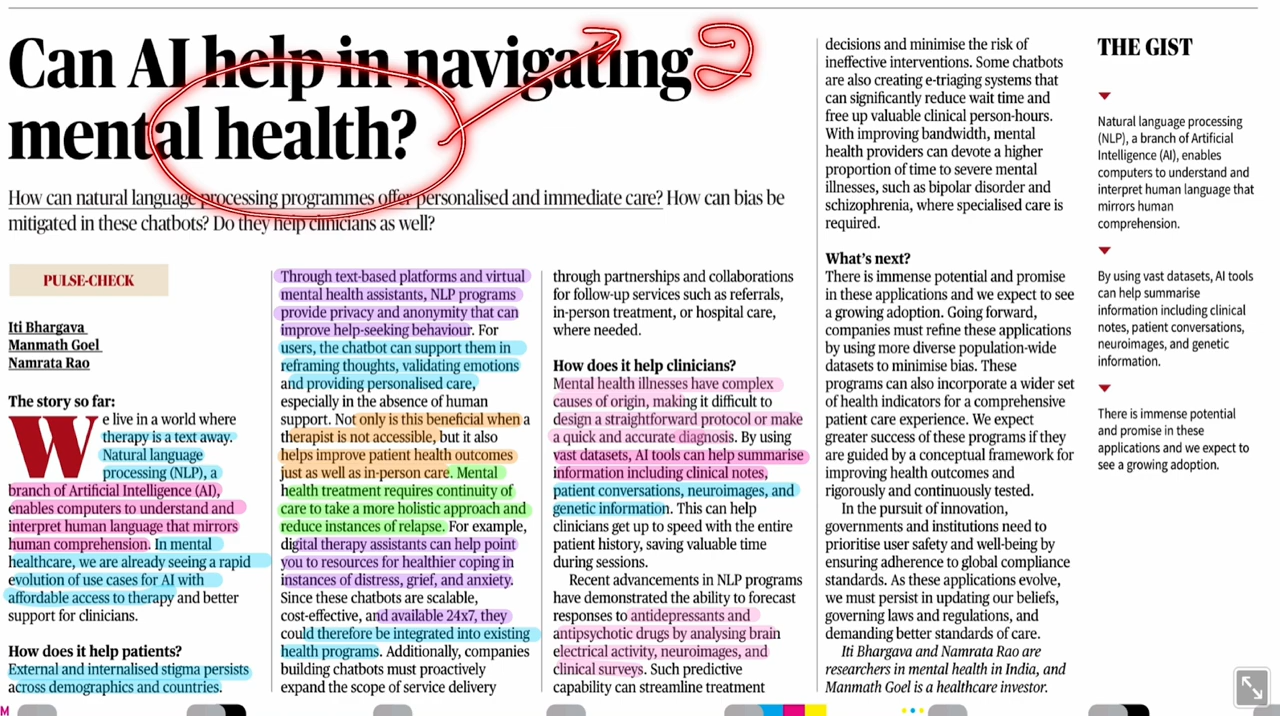 Can AI help in navigating
mental health?
2
How can natural language processing programmes offer personalised and immediate care? How can bias be
mitigated in these chatbots? Do they help clinicians as well?
PULSE-CHECK
Iti Bhargava
Manmath Goel
Namrata Rao
The story so far:
We live in a world where
therapy is a text away.
Natural language
processing (NLP), a
branch of Artificial Intelligence (AI),
enables computers to understand and
interpret human language that mirrors
human comprehension. In mental
healthcare, we are already seeing a rapid
evolution of use cases for AI with
affordable access to therapy and better
support for clinicians.
How does it help patients?
External and internalised stigma persists
across demographics and countries.
Through text-based platforms and virtual
mental health assistants, NLP programs
provide privacy and anonymity that can
improve help-seeking behaviour. For
users, the chatbot can support them in
reframing thoughts, validating emotions
and providing personalised care,
especially in the absence of human
support. Not only is this beneficial when a
therapist is not accessible, but it also
helps improve patient health outcomes
just as well as in-person care. Mental
health treatment requires continuity of
care to take a more holistic approach and
reduce instances of relapse. For example,
digital therapy assistants can help point
you to resources for healthier coping in
instances of distress, grief, and anxiety.
Since these chatbots are scalable,
cost-effective, and available 24x7, they
could therefore be integrated into existing
health programs. Additionally, companies
building chatbots must proactively
expand the scope of service delivery
through partnerships and collaborations
for follow-up services such as referrals,
in-person treatment, or hospital care,
where needed.
How does it help clinicians?
Mental health illnesses have complex
causes of origin, making it difficult to
design a straightforward protocol or make
a quick and accurate diagnosis. By using
vast datasets, AI tools can help summarise
information including clinical notes,
patient conversations, neuroimages, and
genetic information. This can help
clinicians get up to speed with the entire
patient history, saving valuable time
during sessions.
Recent advancements in NLP programs
have demonstrated the ability to forecast
responses to antidepressants and
antipsychotic drugs by analysing brain
electrical activity, neuroimages, and
clinical surveys. Such predictive
capability can streamline treatment
decisions and minimise the risk of
ineffective interventions. Some chatbots
are also creating e-triaging systems that
can significantly reduce wait time and
free up valuable clinical person-hours.
With improving bandwidth, mental
health providers can devote a higher
proportion of time to severe mental
illnesses, such as bipolar disorder and
schizophrenia, where specialised care is
required.
What's next?
There is immense potential and promise
in these applications and we expect to see
a growing adoption. Going forward,
companies must refine these applications
by using more diverse population-wide
datasets to minimise bias. These
programs can also incorporate a wider set
of health indicators for a comprehensive
patient care experience. We expect
greater success of these programs if they
are guided by a conceptual framework for
improving health outcomes and
rigorously and continuously tested.
In the pursuit of innovation,
governments and institutions need to
prioritise user safety and well-being by
ensuring adherence to global compliance
standards. As these applications evolve,
we must persist in updating our beliefs,
governing laws and regulations, and
demanding better standards of care.
Iti Bhargava and Namrata Rao are
researchers in mental health in India, and
Manmath Goel is a healthcare investor.
THE GIST
Natural language processing
(NLP), a branch of Artificial
Intelligence (AI), enables
computers to understand and
interpret human language that
mirrors human
comprehension.
By using vast datasets, AI tools
can help summarise
information including clinical
notes, patient conversations,
neuroimages, and genetic
information.
There is immense potential
and promise in these
applications and we expect to
see a growing adoption.
M